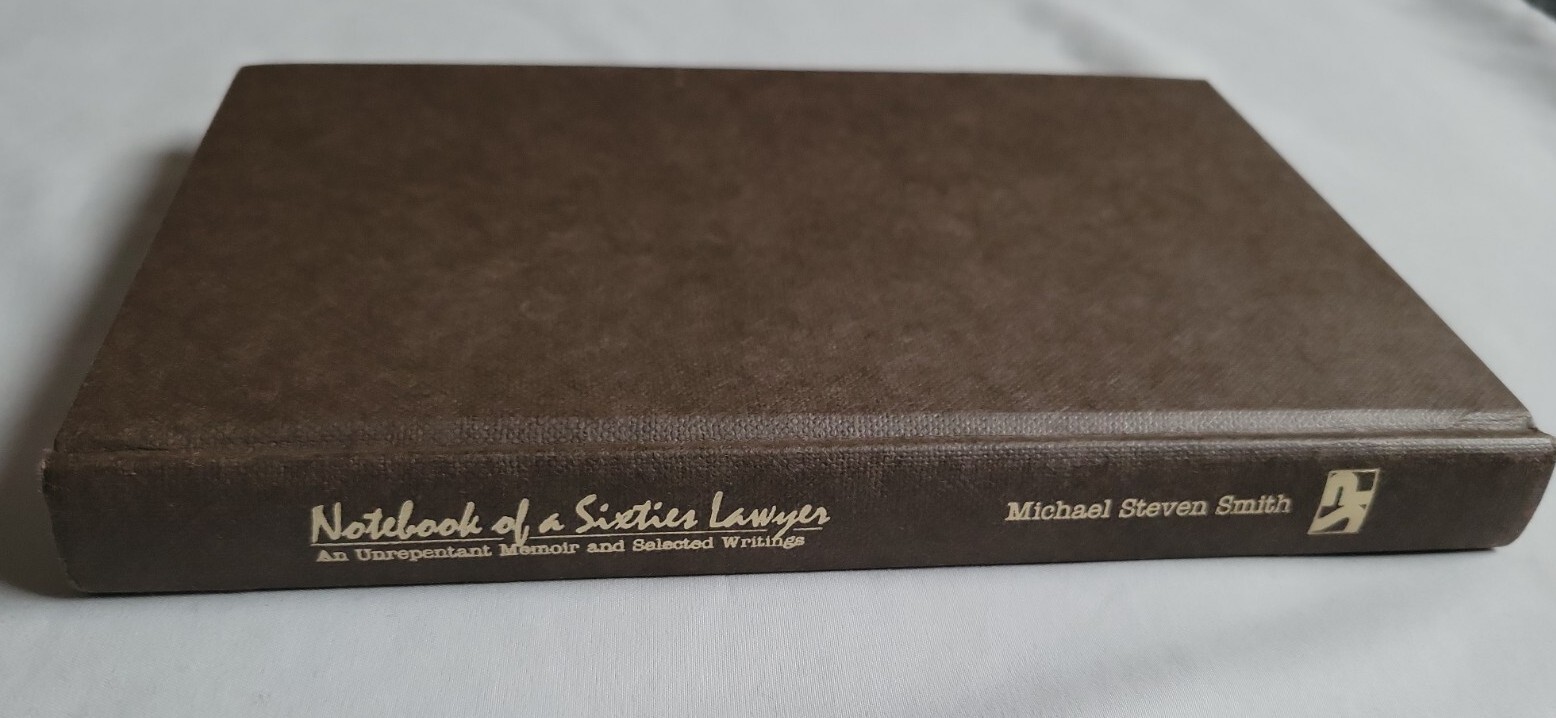 Notebook of a Sixties Lawyer
An Unrepentant Memoir and Selected Writings
Michael Steven Smith